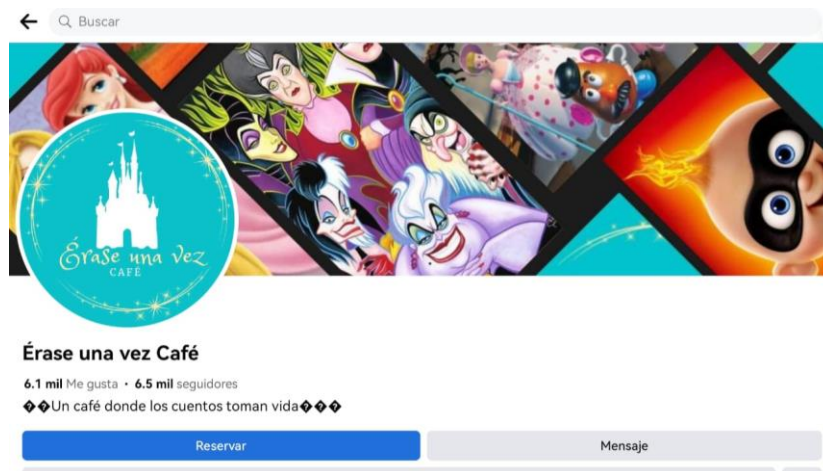 Buscar
Érase una vez
CAFÉ
Érase una vez Café
6.1 mil Me gusta • 6.5 mil seguidores
��Un café donde los cuentos toman vida���
Reservar
Mensaje